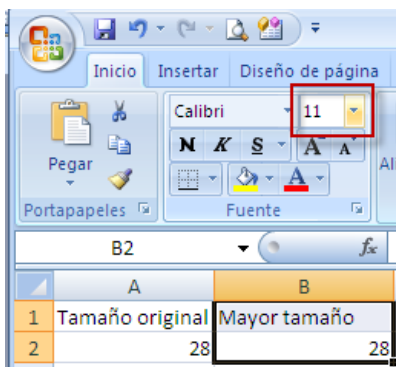 Inicio Insertar Diseño de página
Calibri 11
Pegar N K S A A
A
Portapapeles Fuente
B2 fx
A B
1 Tamaño original Mayor tamaño
2 28 28